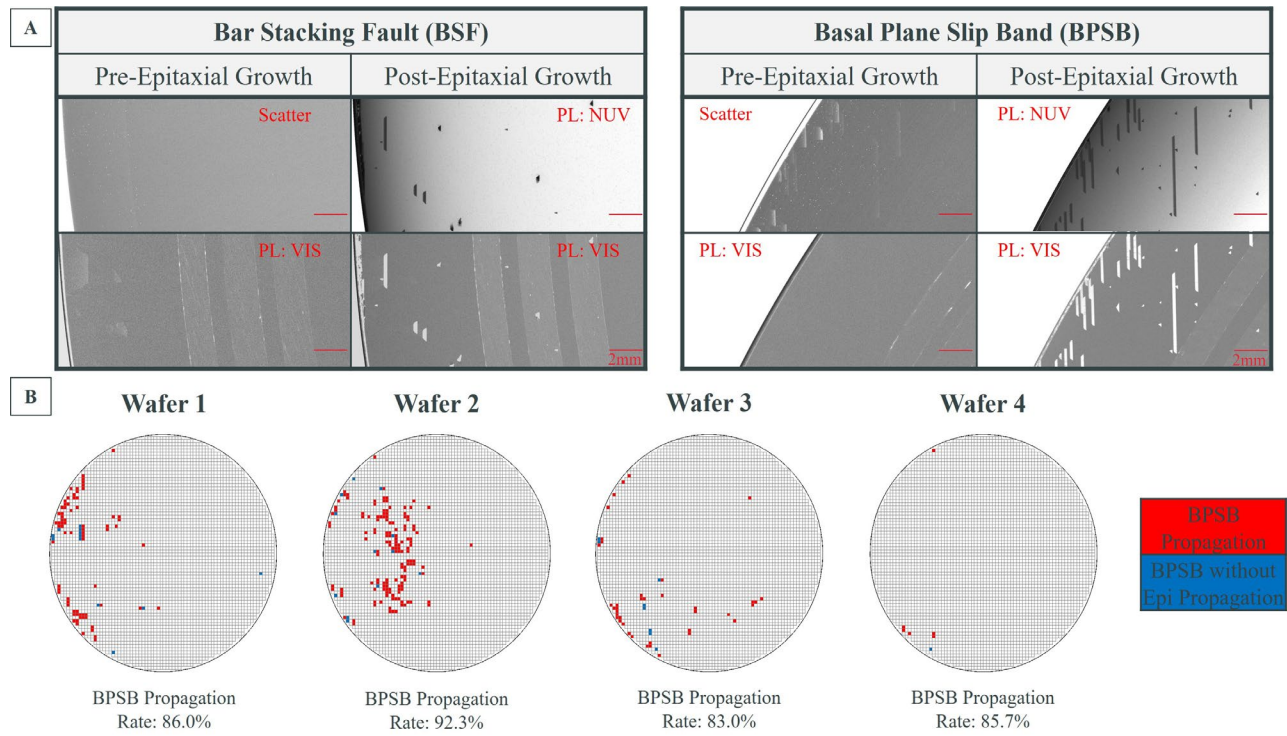 A
Bar Stacking Fault (BSF)
Pre-Epitaxial Growth
Post-Epitaxial Growth
Scatter
PL: NUV
PL: VIS
PL: VIS
2mm
Basal Plane Slip Band (BPSB)
Pre-Epitaxial Growth
Post-Epitaxial Growth
Scatter
PL: NUV
PL: VIS
PL: VIS
2mm
B
Wafer 1
Wafer 2
Wafer 3
Wafer 4
BPSB Propagation
Rate: 86.0%
BPSB Propagation
Rate: 92.3%
BPSB Propagation
Rate: 83.0%
BPSB Propagation
Rate: 85.7%
BPSB
Propagation
BPSB without
Epi Propagation